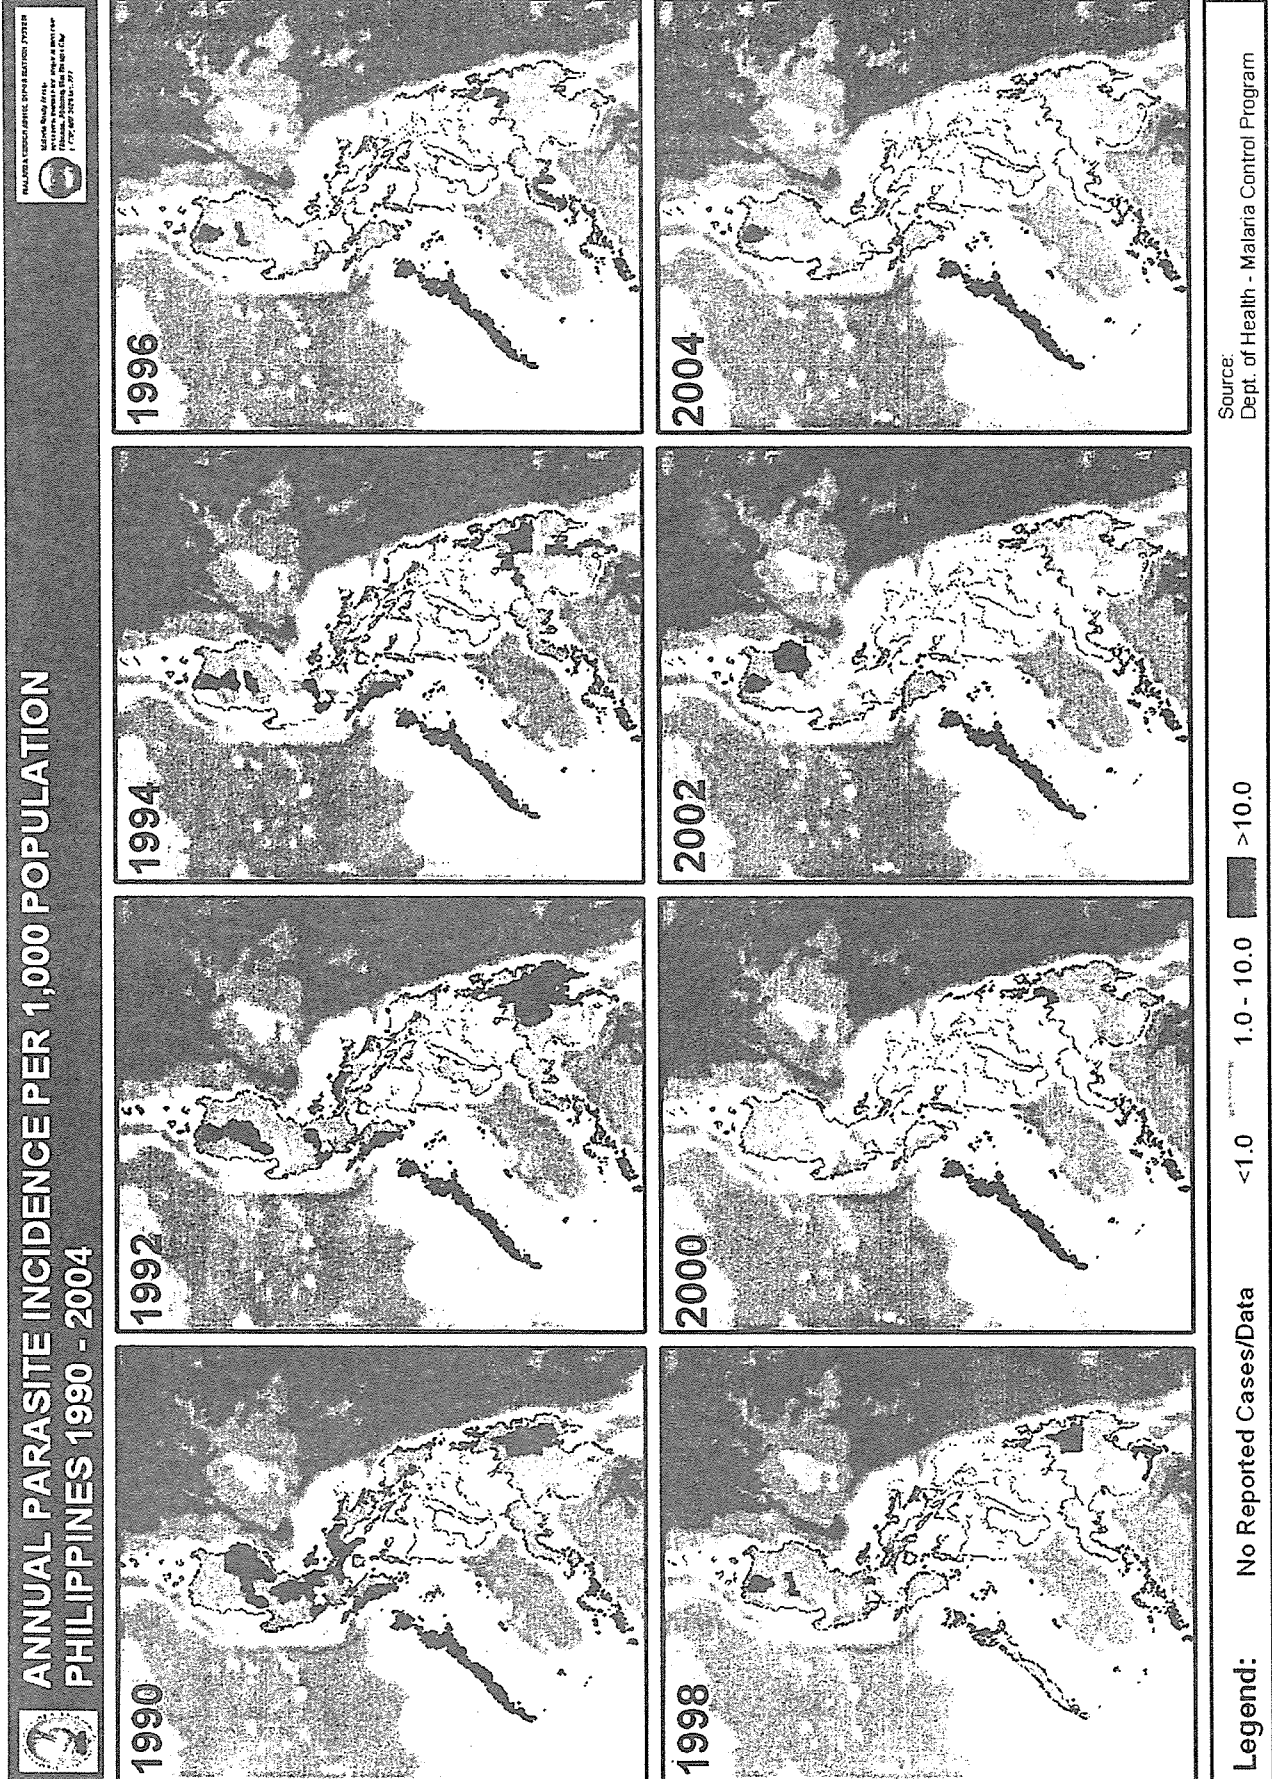 ANNUAL PARASITE INCIDENCE PER 1,000 POPULATION
PHILIPPINES 1990 - 2004
1990
1992
1994
1996
1998
2000
2002
2004
Legend:
No Reported Cases/Data
<1.0
1.0 - 10.0
>10.0
Source:
Dept. of Health - Malaria Control Program